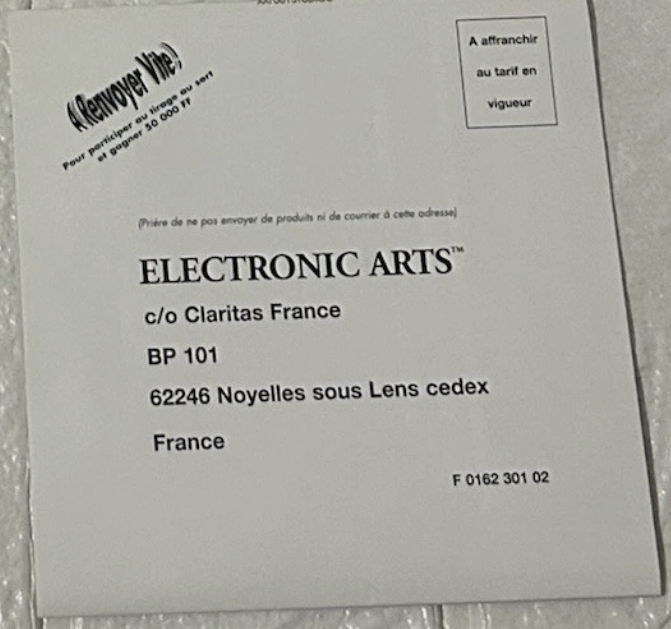 A Renvoyer Vite !
Pour participer au tirage au sort
et gagner 50 000 FF
A affranchir
au tarif en
vigueur
(Prière de ne pas envoyer de produits ni de courrier à cette adresse)
ELECTRONIC ARTS™
c/o Claritas France
BP 101
62246 Noyelles sous Lens cedex
France
F 0162 301 02